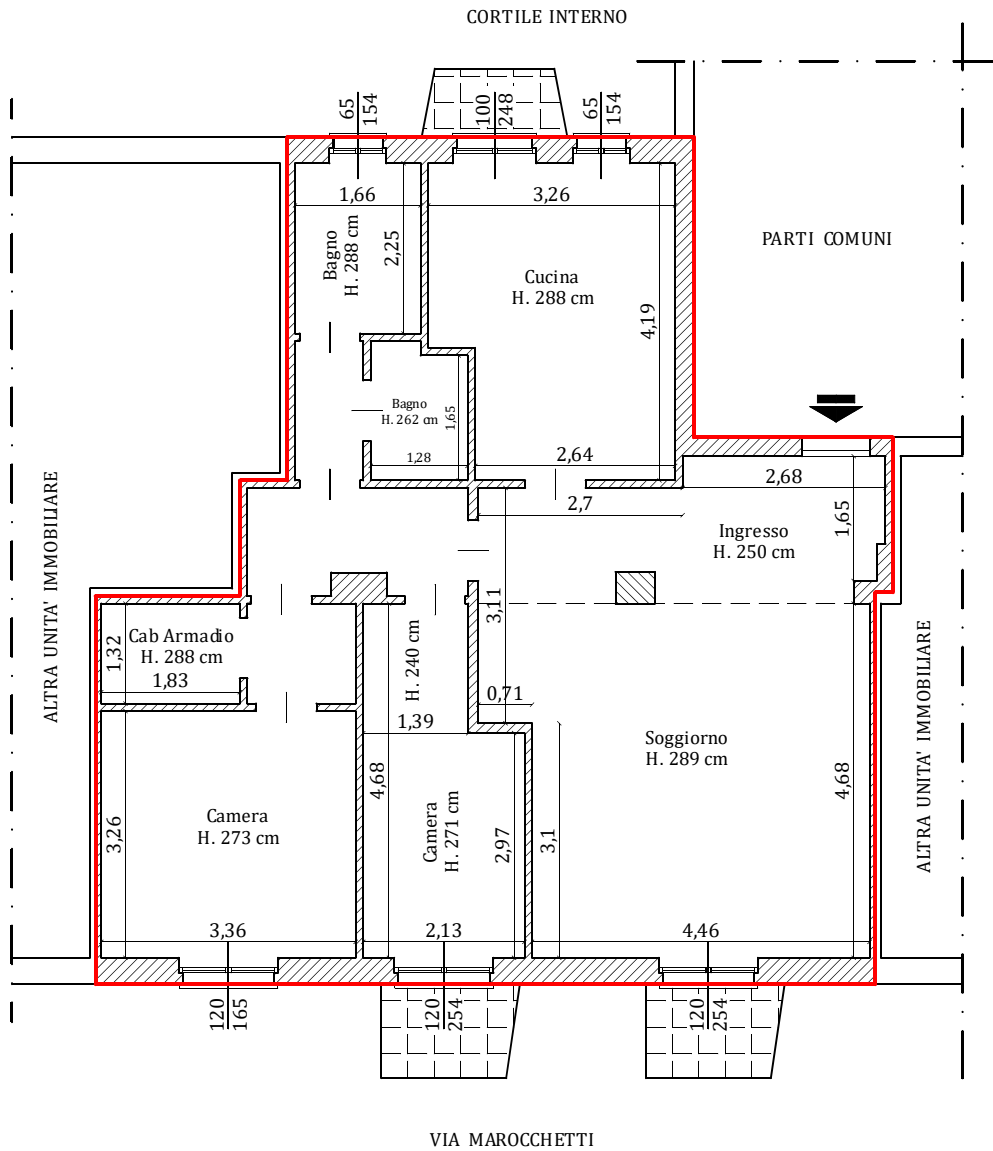 CORTILE INTERNO
65
154
100
248
65
154
1,66
3,26
Bagno
H. 288 cm
2,25
Cucina
H. 288 cm
4,19
PARTI COMUNI
Bagno
H. 262 cm
1,65
1,28
2,64
2,7
2,68
Ingresso
H. 250 cm
1,65
ALTRA UNITA' IMMOBILIARE
3,11
Cab Armadio
H. 288 cm
1,32
1,83
H. 240 cm
0,71
1,39
Soggiorno
H. 289 cm
4,68
4,68
ALTRA UNITA' IMMOBILIARE
Camera
H. 273 cm
3,26
Camera
H. 271 cm
2,97
3,1
3,36
2,13
4,46
120
165
120
254
120
254
VIA MAROCCHETTI